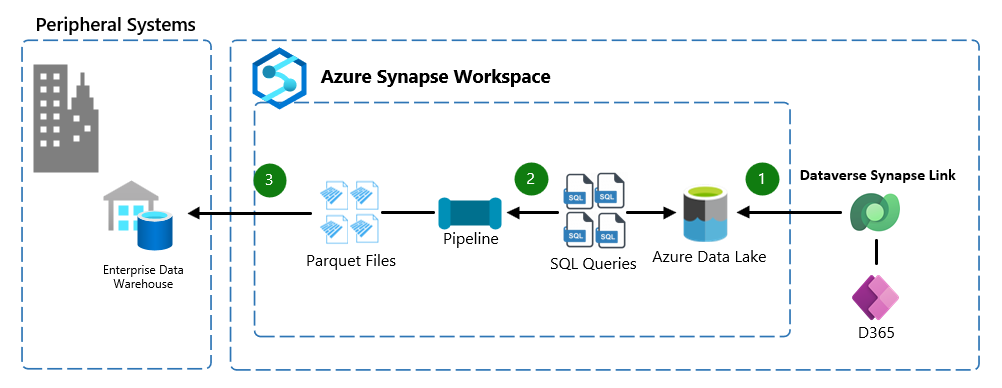 Peripheral Systems
Azure Synapse Workspace
3
2
1
Dataverse Synapse Link
SQL
SQL
SQL
SQL
Enterprise Data
Warehouse
Parquet Files
Pipeline
SQL Queries
Azure Data Lake
D365